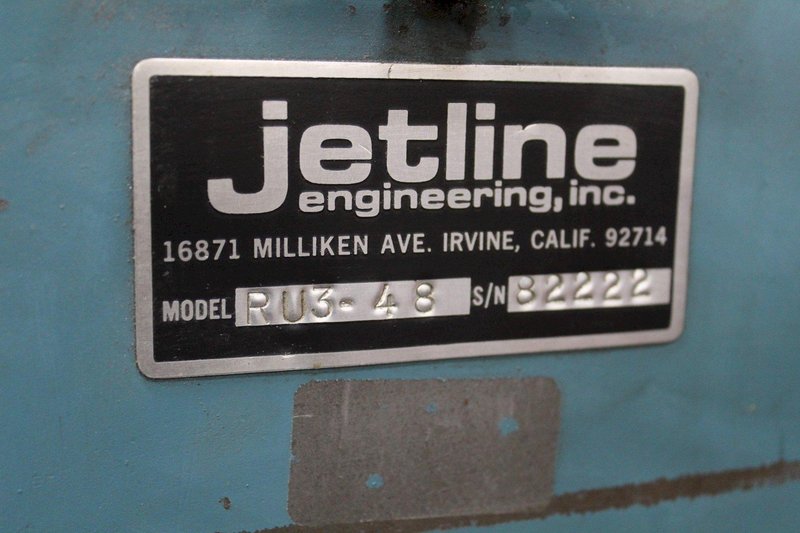 jetline
engineering, inc.
16871 MILLIKEN AVE. IRVINE, CALIF. 92714
MODEL RU3-48 S/N 82222